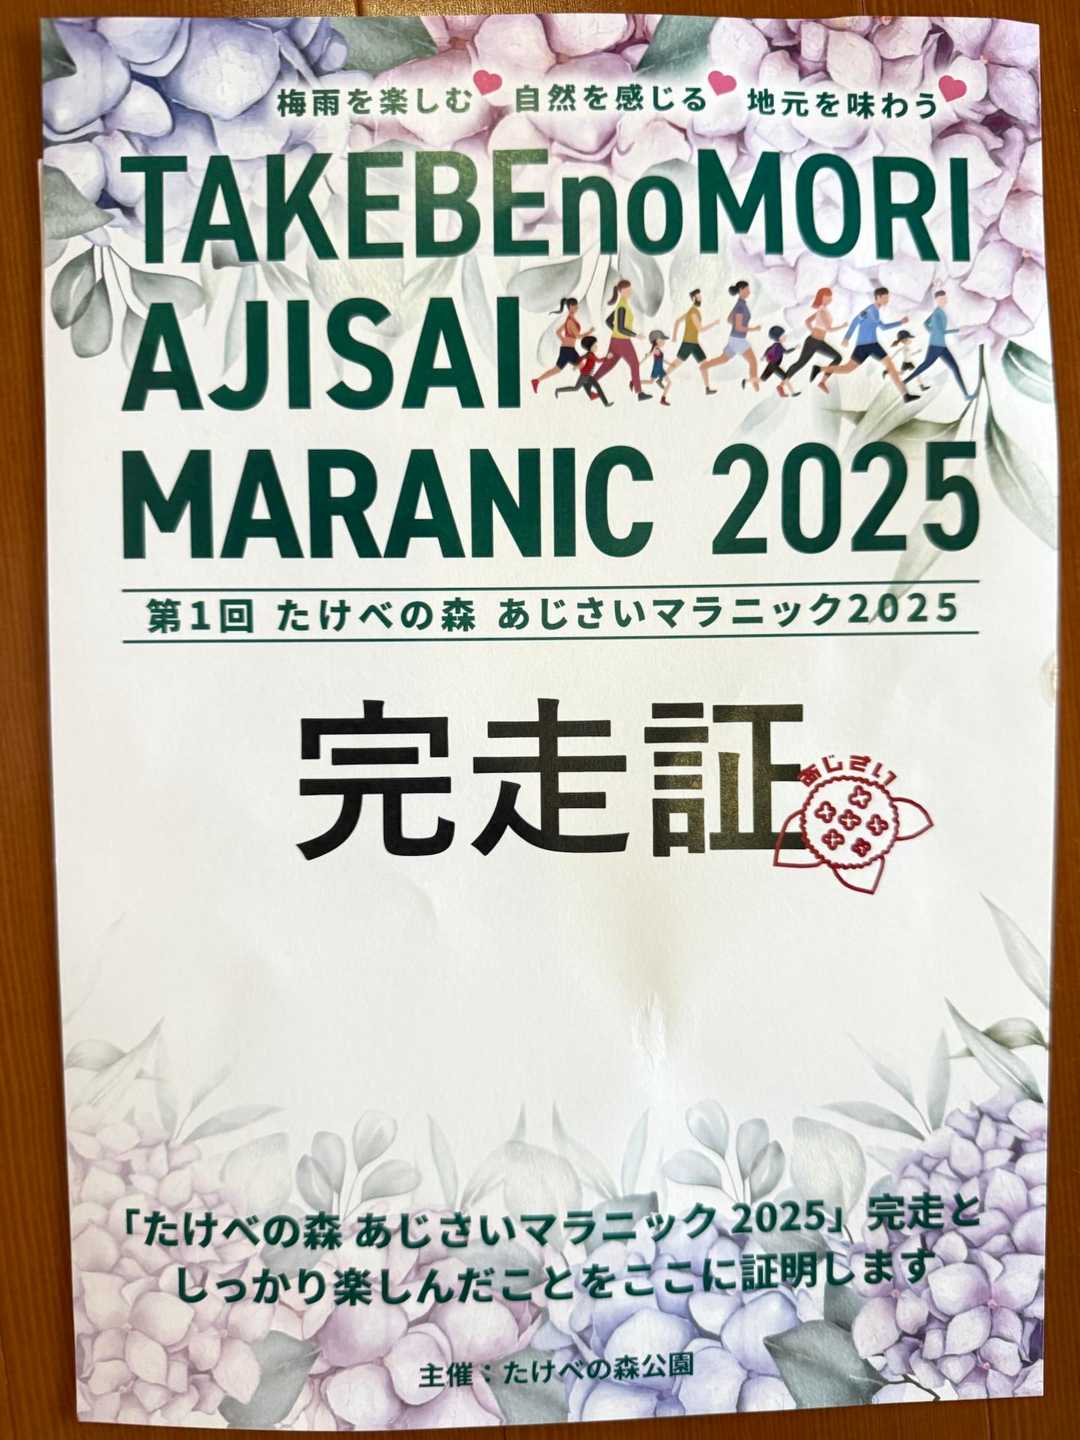 梅雨を楽しむ 自然を感じる 地元を味わう
TAKEBEnoMORI
AJISAI
MARANIC 2025
第1回 たけべの森 あじさいマラニック2025
完走証
あじさい
「たけべの森 あじさいマラニック 2025」完走と
しっかり楽しんだことをここに証明します
主催：たけべの森公園